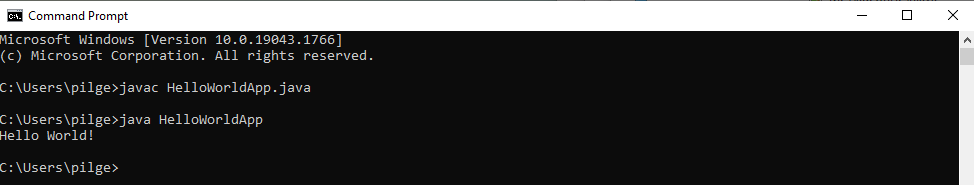 Command Prompt
Microsoft Windows [Version 10.0.19043.1766]
(c) Microsoft Corporation. All rights reserved.
C:\Users\pilge>javac HelloWorldApp.java
C:\Users\pilge>java HelloWorldApp
Hello World!
C:\Users\pilge>